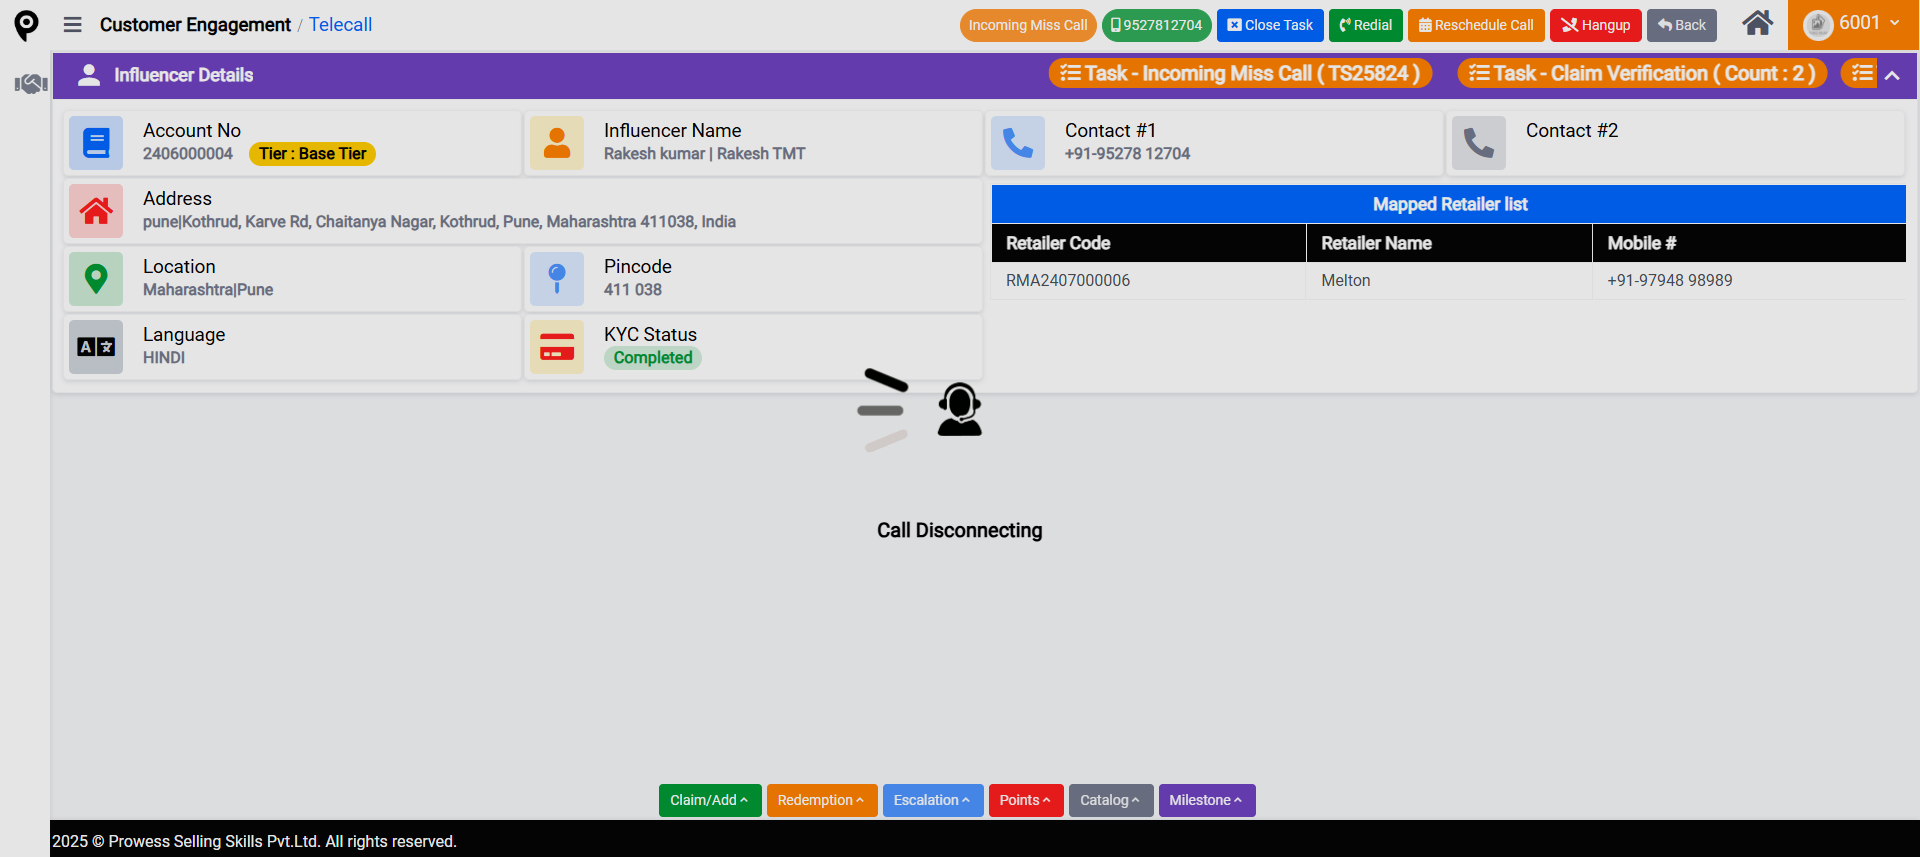 Customer Engagement / Telecall
Incoming Miss Call
9527812704
Close Task
Redial
Reschedule Call
Hangup
Back
6001
Influencer Details
Task - Incoming Miss Call ( TS25824 )
Task - Claim Verification ( Count : 2 )
Account No
2406000004
Tier : Base Tier
Influencer Name
Rakesh kumar | Rakesh TMT
Contact #1
+91-95278 12704
Contact #2
Address
pune|Kothrud, Karve Rd, Chaitanya Nagar, Kothrud, Pune, Maharashtra 411038, India
Mapped Retailer list
Retailer Code Retailer Name Mobile #
RMA2407000006 Melton +91-97948 98989
Location
Maharashtra|Pune
Pincode
411 038
Language
HINDI
KYC Status
Completed
Call Disconnecting
Claim/Add
Redemption
Escalation
Points
Catalog
Milestone
2025 © Prowess Selling Skills Pvt.Ltd. All rights reserved.